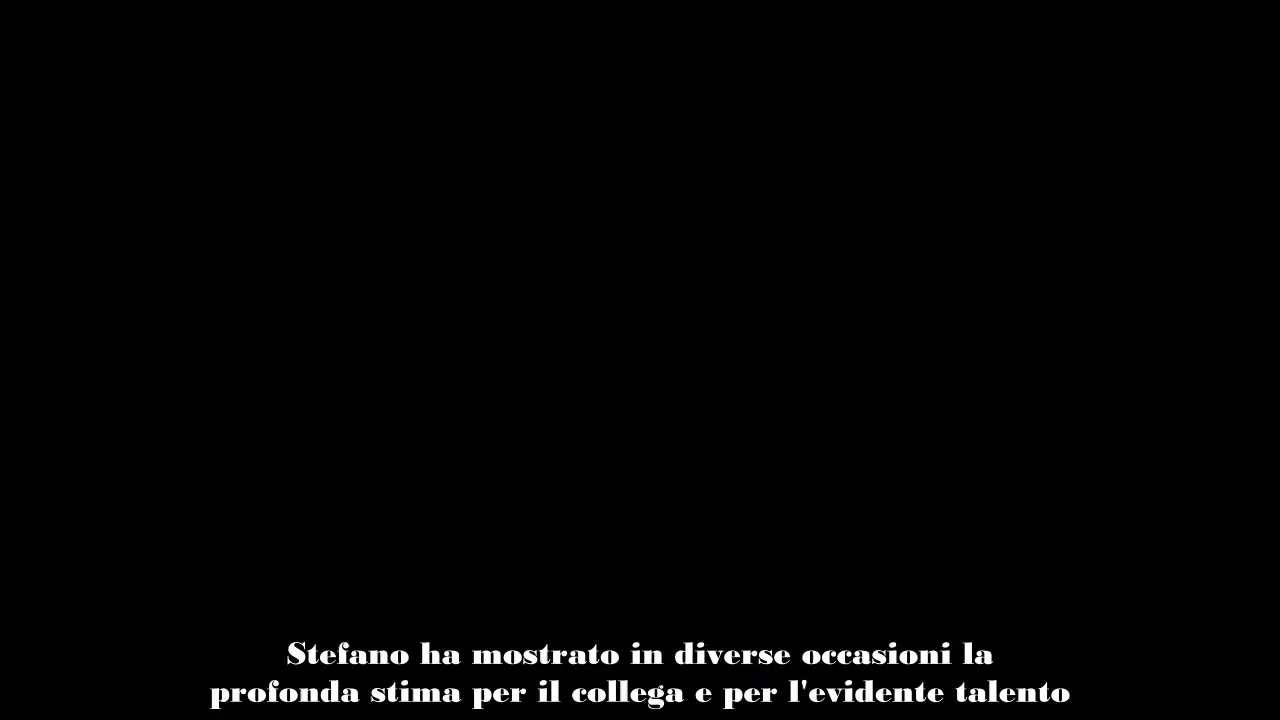 Stefano ha mostrato in diverse occasioni la
profonda stima per il collega e per l'evidente talento